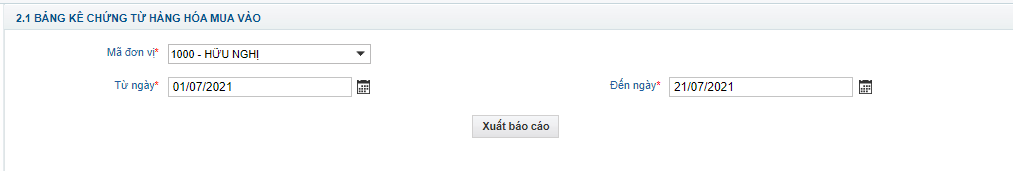 2.1 BẢNG KÊ CHỨNG TỪ HÀNG HÓA MUA VÀO
Mã đơn vị* 1000 - HỮU NGHỊ
Từ ngày* 01/07/2021 Đến ngày* 21/07/2021
Xuất báo cáo